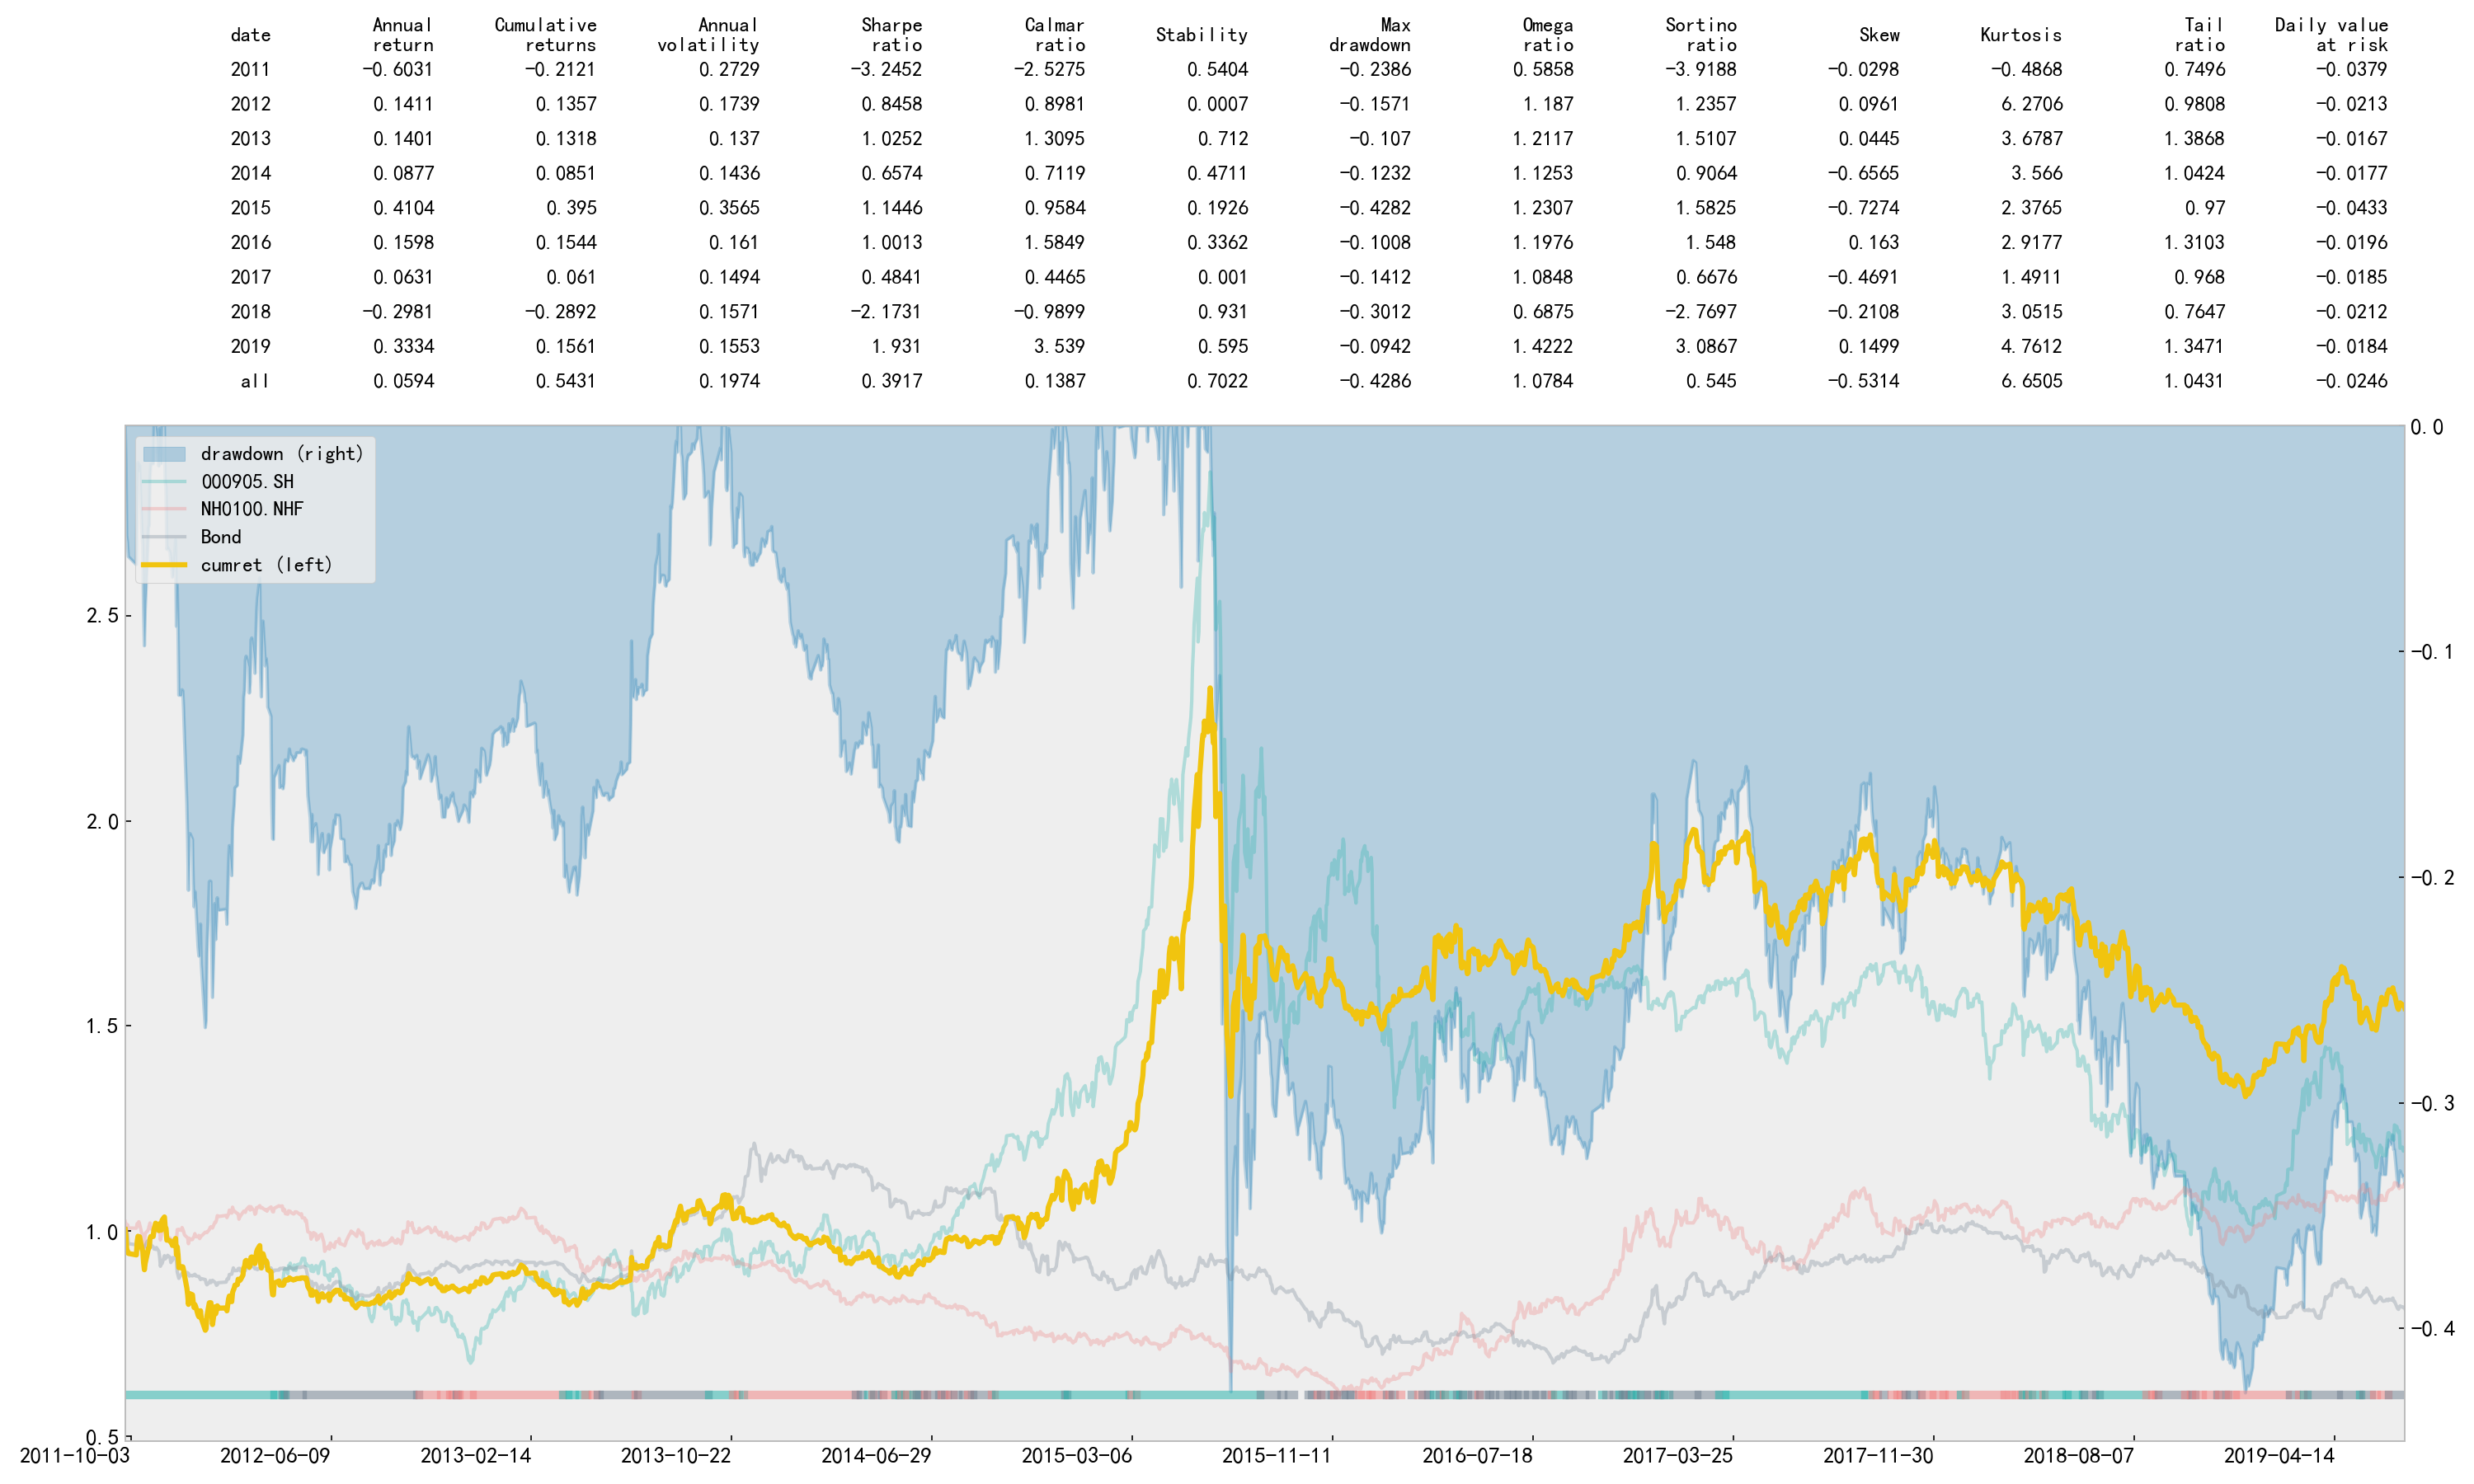 date Annual return Cumulative returns Annual volatility Sharpe ratio Calmar ratio Stability Max drawdown Omega ratio Sortino ratio Skew Kurtosis Tail ratio Daily value at risk
2011 −0.6031 −0.2121 0.2729 −3.2452 −2.5275 0.5404 −0.2386 0.5858 −3.9188 −0.0298 −0.4868 0.7496 −0.0379
2012 0.1411 0.1357 0.1739 0.8458 0.8981 0.0007 −0.1571 1.187 1.2357 0.0961 6.2706 0.9808 −0.0213
2013 0.1401 0.1318 0.137 1.0252 1.3095 0.712 −0.107 1.2117 1.5107 0.0445 3.6787 1.3868 −0.0167
2014 0.0877 0.0851 0.1436 0.6574 0.7119 0.4711 −0.1232 1.1253 0.9064 −0.6565 3.566 1.0424 −0.0177
2015 0.4104 0.395 0.3565 1.1446 0.9584 0.1926 −0.4282 1.2307 1.5825 −0.7274 2.3765 0.97 −0.0433
2016 0.1598 0.1544 0.161 1.0013 1.5849 0.3362 −0.1008 1.1976 1.548 0.163 2.9177 1.3103 −0.0196
2017 0.0631 0.061 0.1494 0.4841 0.4465 0.001 −0.1412 1.0848 0.6676 −0.4691 1.4911 0.968 −0.0185
2018 −0.2981 −0.2892 0.1571 −2.1731 −0.9899 0.931 −0.3012 0.6875 −2.7697 −0.2108 3.0515 0.7647 −0.0212
2019 0.3334 0.1561 0.1553 1.931 3.539 0.595 −0.0942 1.4222 3.0867 0.1499 4.7612 1.3471 −0.0184
all 0.0594 0.5431 0.1974 0.3917 0.1387 0.7022 −0.4286 1.0784 0.545 −0.5314 6.6505 1.0431 −0.0246
drawdown (right)
000905.SH
NH0100.NHF
Bond
cumret (left)
2.5
2.0
1.5
1.0
0.5
0.0
−0.1
−0.2
−0.3
−0.4
2011-10-03 2012-06-09 2013-02-14 2013-10-22 2014-06-29 2015-03-06 2015-11-11 2016-07-18 2017-03-25 2017-11-30 2018-08-07 2019-04-14